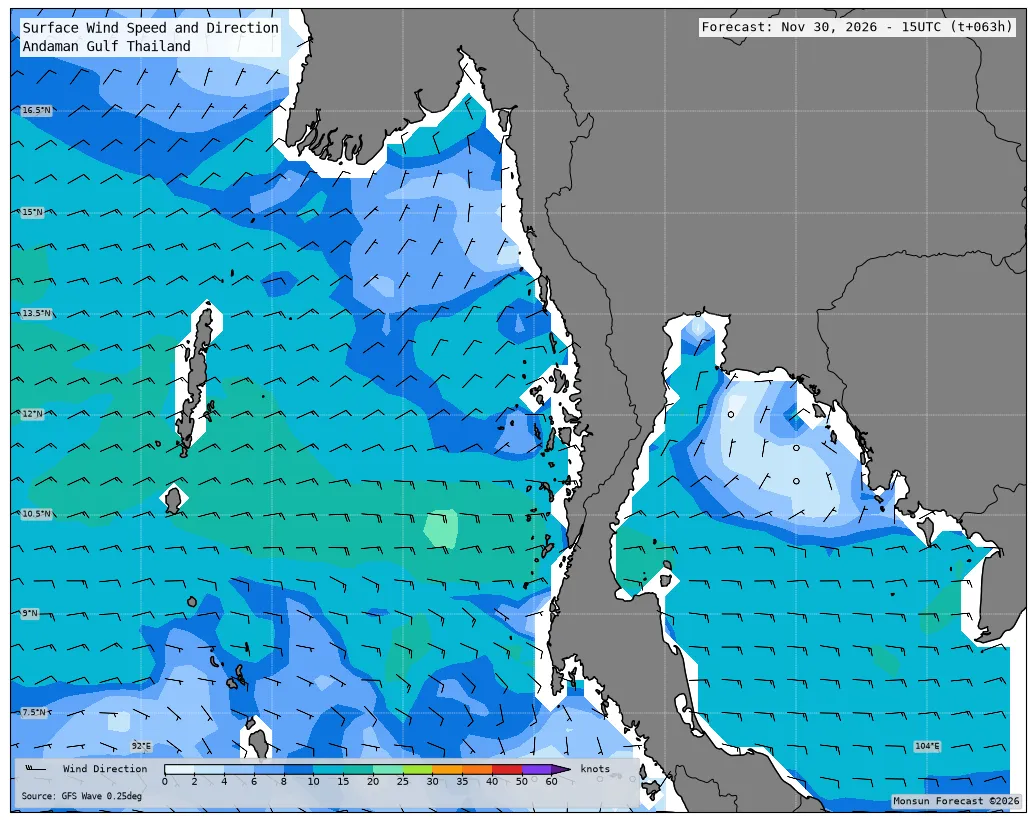 Surface Wind Speed and Direction
Andaman Gulf Thailand
Forecast: Nov 30, 2026 - 15UTC (t+063h)
16.5°N
15°N
13.5°N
12°N
10.5°N
9°N
7.5°N
92°E
104°E
Wind Direction
0 2 4 6 8 10 15 20 25 30 35 40 50 60 knots
Source: GFS Wave 0.25deg
Monsun Forecast ©2026